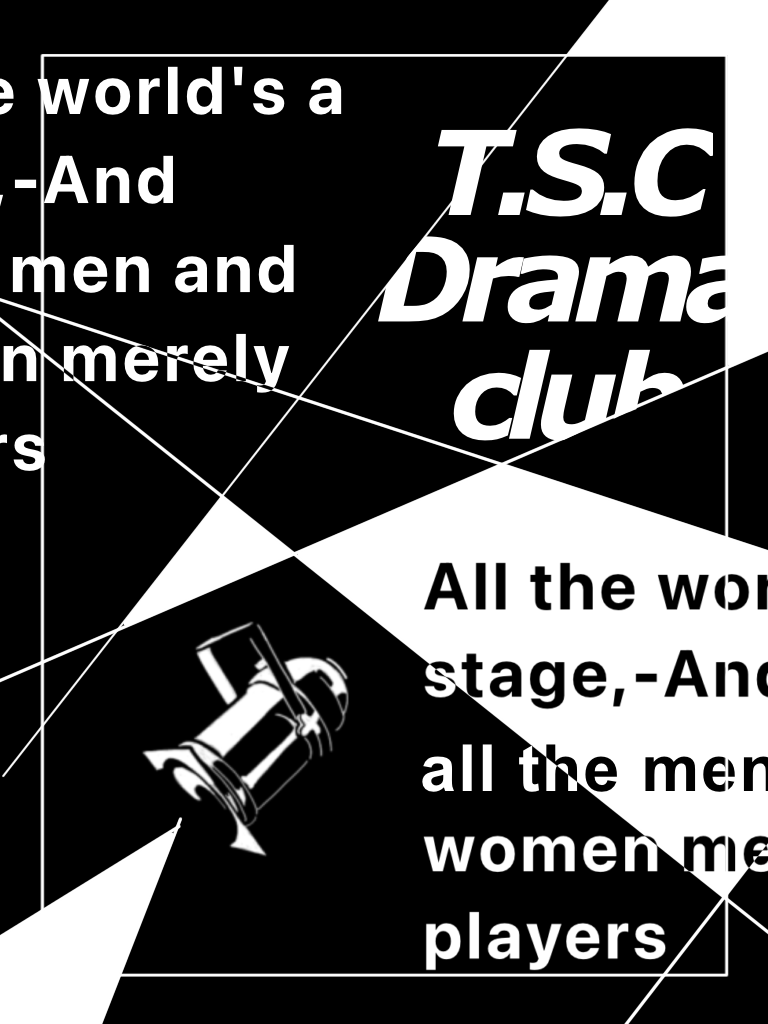 e world's a
,-And
men and
n merely
rs
T.S.C
Drama
club
All the wor
stage,-And
all the men
women me
players